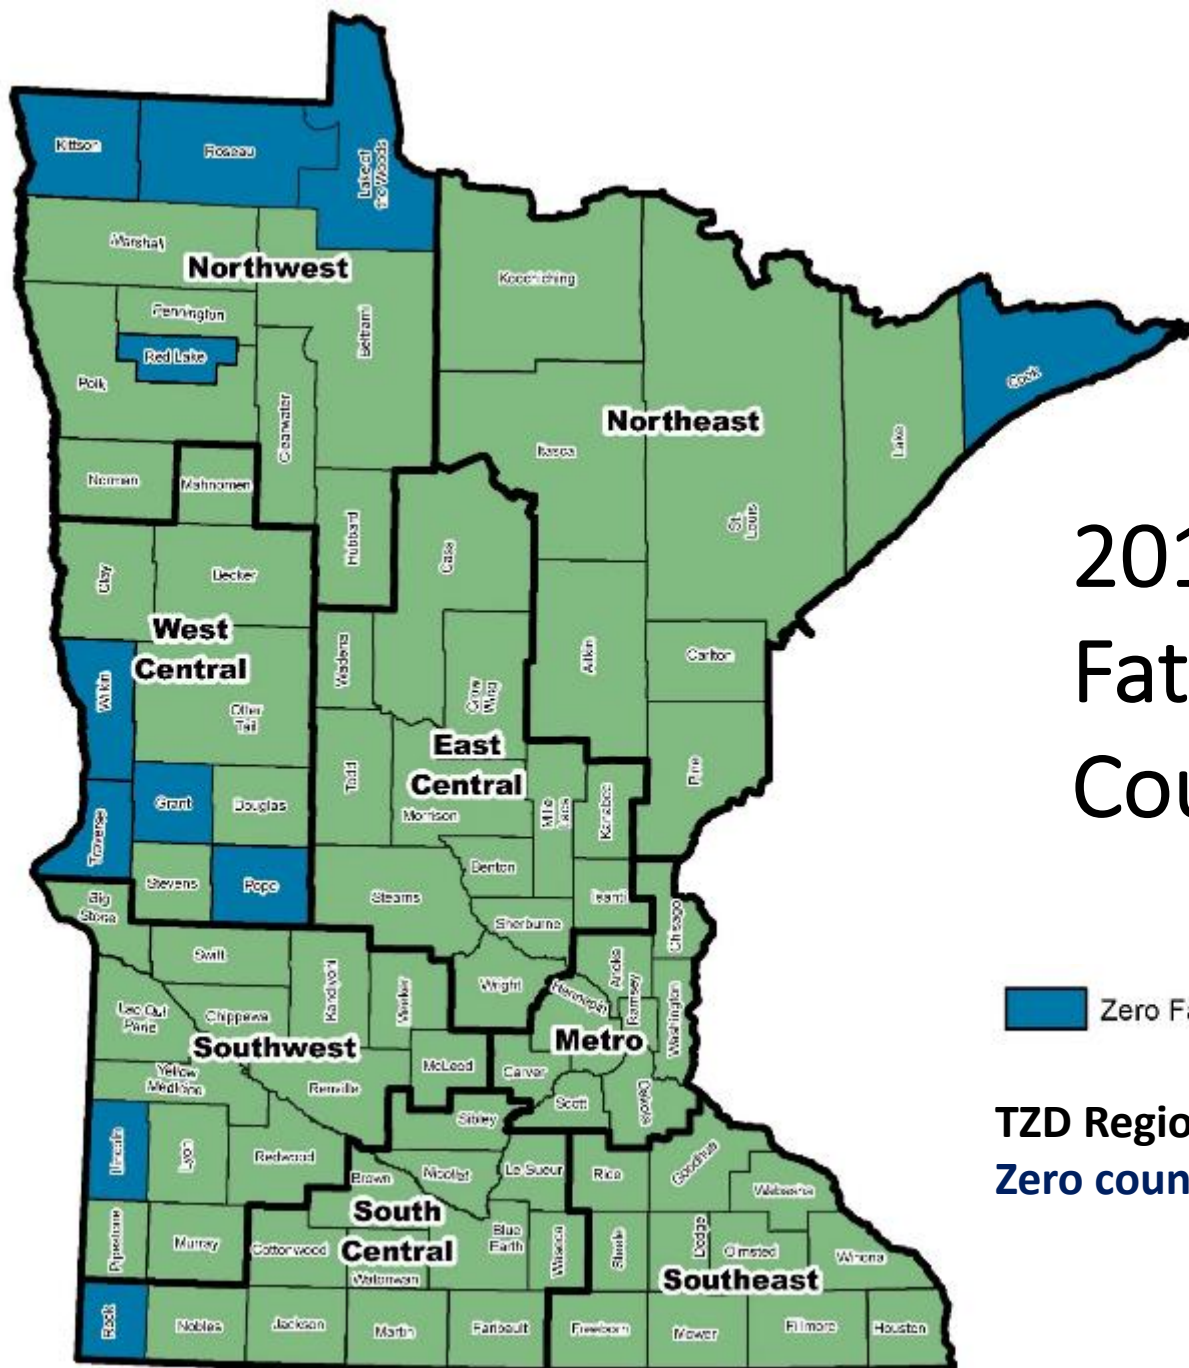 Kittson
Roseau
Lake of
the Woods
Marshall
Northwest
Koochiching
Pennington
Red Lake
Beltrami
Polk
Cook
Clearwater
Northeast
Itasca
Lake
Norman
Mahnomen
St.
Louis
Hubbard
Cass
Clay
Becker
201
West
Central
Wadena
Aitkin
Carlton
Fat
Wilkin
Otter
Tail
Crow
Wing
East
Central
Todd
Pine
Cou
Grant
Douglas
Morrison
Mille
Lacs
Kanabec
Traverse
Benton
Stevens
Pope
Stearns
Isanti
Big
Stone
Sherburne
Chisago
Swift
Kandiyohi
Meeker
Wright
Anoka
Hennepin
Ramsey
Washington
Zero Fa
Lac Qui
Parle
Chippewa
Southwest
Metro
Yellow
Medicine
Renville
McLeod
Carver
Scott
Dakota
Sibley
TZD Regio
Lincoln
Lyon
Redwood
Brown
Nicollet
Le Sueur
Rice
Goodhue
Wabasha
Zero coun
South
Central
Pipestone
Murray
Cottonwood
Watonwan
Blue
Earth
Waseca
Steele
Dodge
Olmsted
Winona
Southeast
Rock
Nobles
Jackson
Martin
Faribault
Freeborn
Mower
Fillmore
Houston